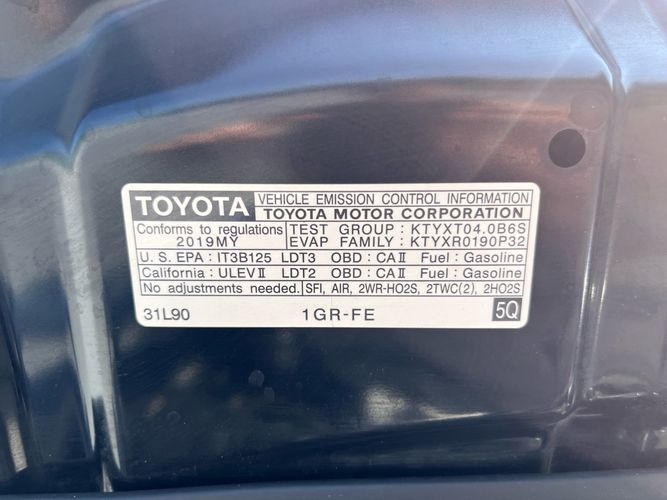 TOYOTA VEHICLE EMISSION CONTROL INFORMATION
TOYOTA MOTOR CORPORATION
Conforms to regulations TEST GROUP : KTYXT04.0B6S
2019MY EVAP FAMILY : KTYXR0190P32
U. S. EPA : IT3B125 LDT3 OBD : CAⅡ Fuel : Gasoline
California : ULEVⅡ LDT2 OBD : CAⅡ Fuel : Gasoline
No adjustments needed. SFI, AIR, 2WR-HO2S, 2TWC(2), 2HO2S
31L90 1GR-FE 5Q